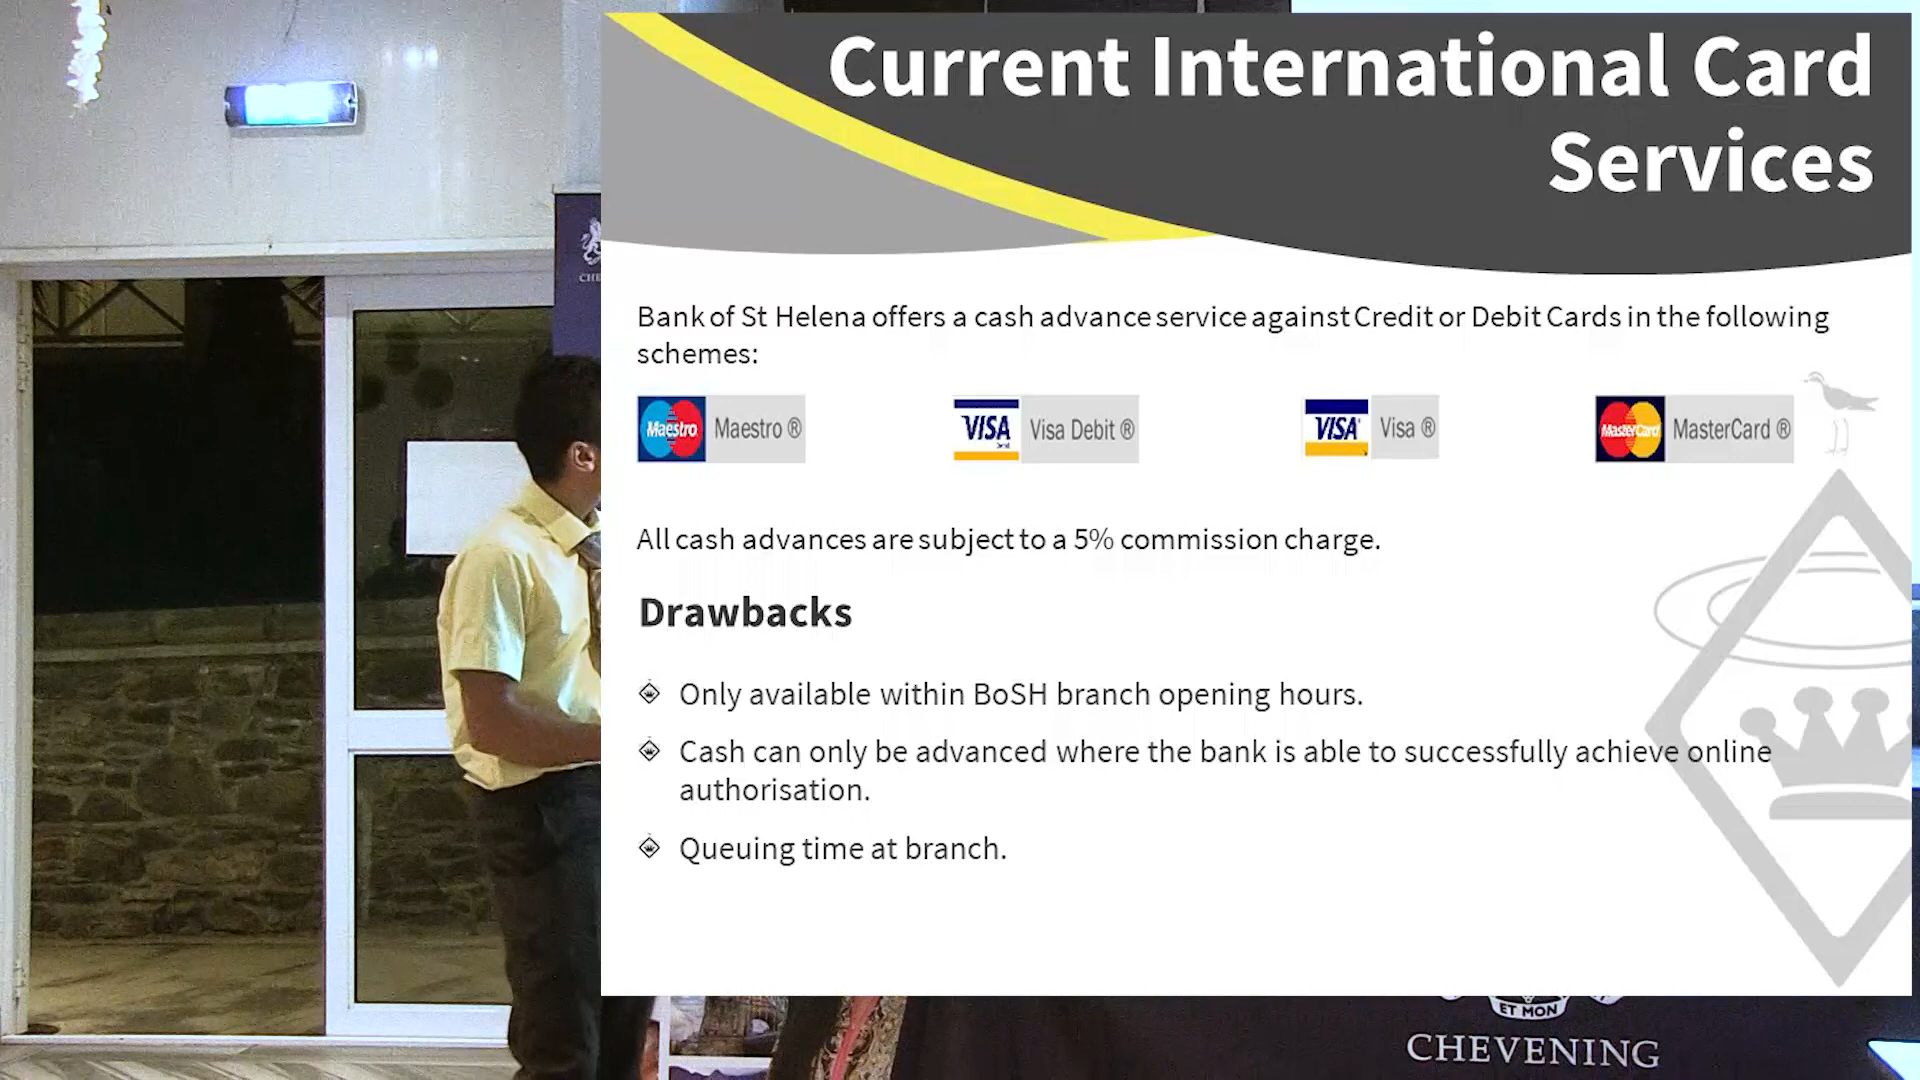 Current International Card
Services
Bank of St Helena offers a cash advance service against Credit or Debit Cards in the following
schemes:
Maestro Maestro ®
VISA Visa Debit ®
VISA Visa ®
MasterCard MasterCard ®
All cash advances are subject to a 5% commission charge.
Drawbacks
Only available within BoSH branch opening hours.
Cash can only be advanced where the bank is able to successfully achieve online
authorisation.
Queuing time at branch.
ET MON
CHEVENING